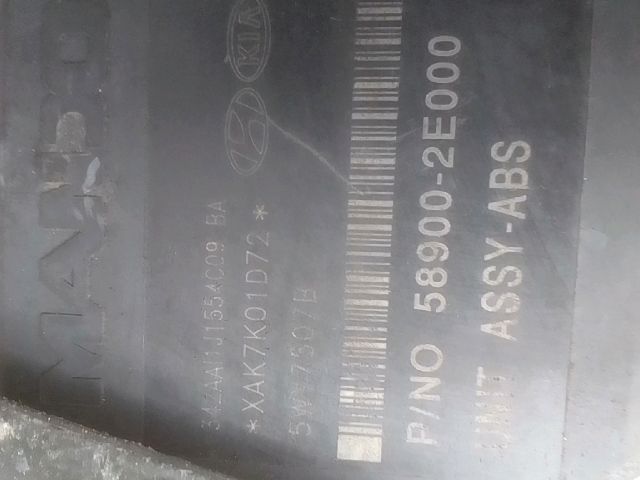 MANDO
KIA
*XAK7K01D72*
P/NO 58900-2E000
UNIT ASSY-ABS